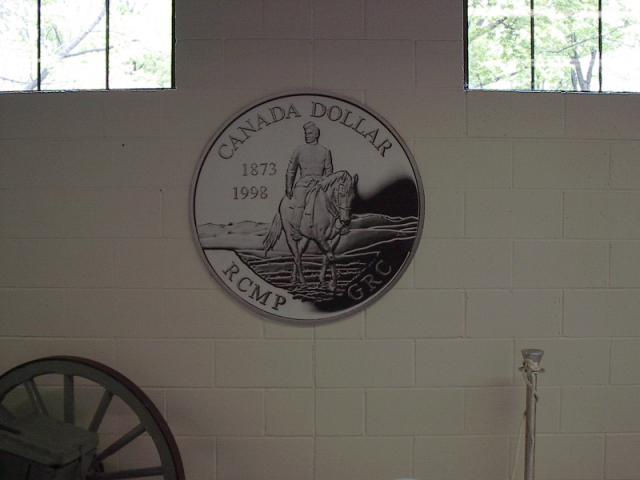 CANADA DOLLAR
1873
1998
RCMP GRC